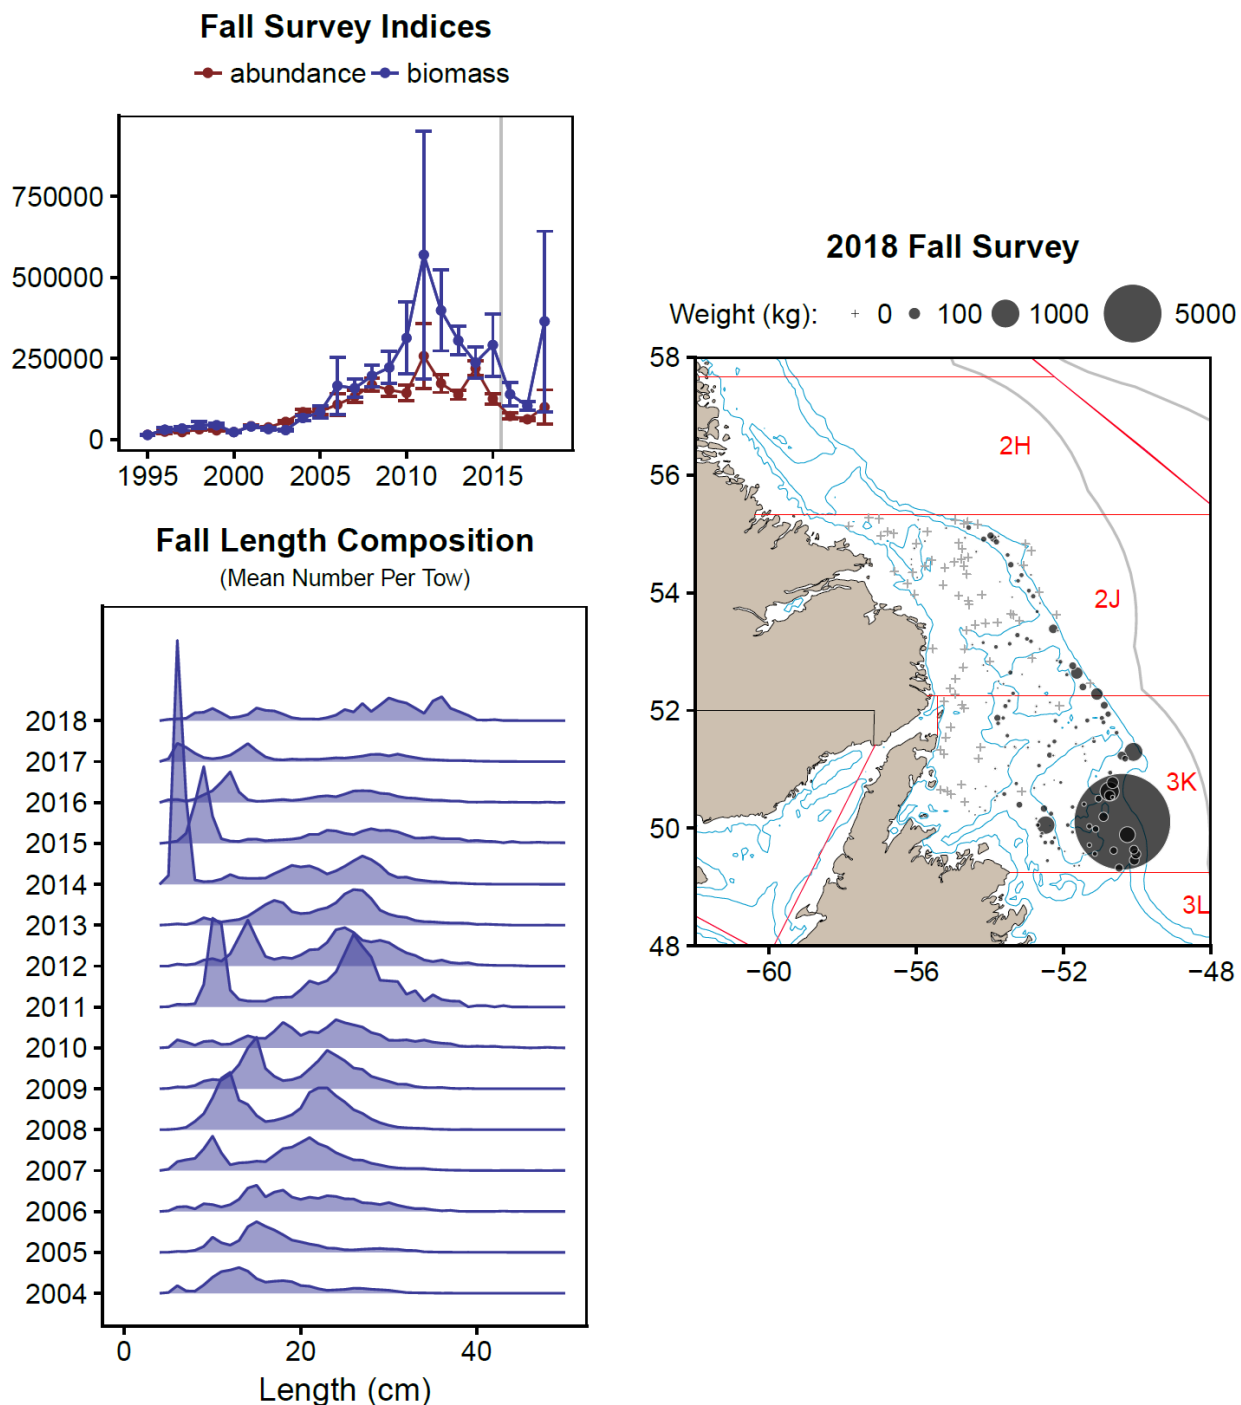 Fall Survey Indices
abundance biomass
750000
500000
250000
0
1995 2000 2005 2010 2015
Fall Length Composition
(Mean Number Per Tow)
2018
2017
2016
2015
2014
2013
2012
2011
2010
2009
2008
2007
2006
2005
2004
0 20 40
Length (cm)
2018 Fall Survey
Weight (kg): 0 100 1000 5000
58
56
54
52
50
48
2H
2J
3K
3L
−60 −56 −52 −48